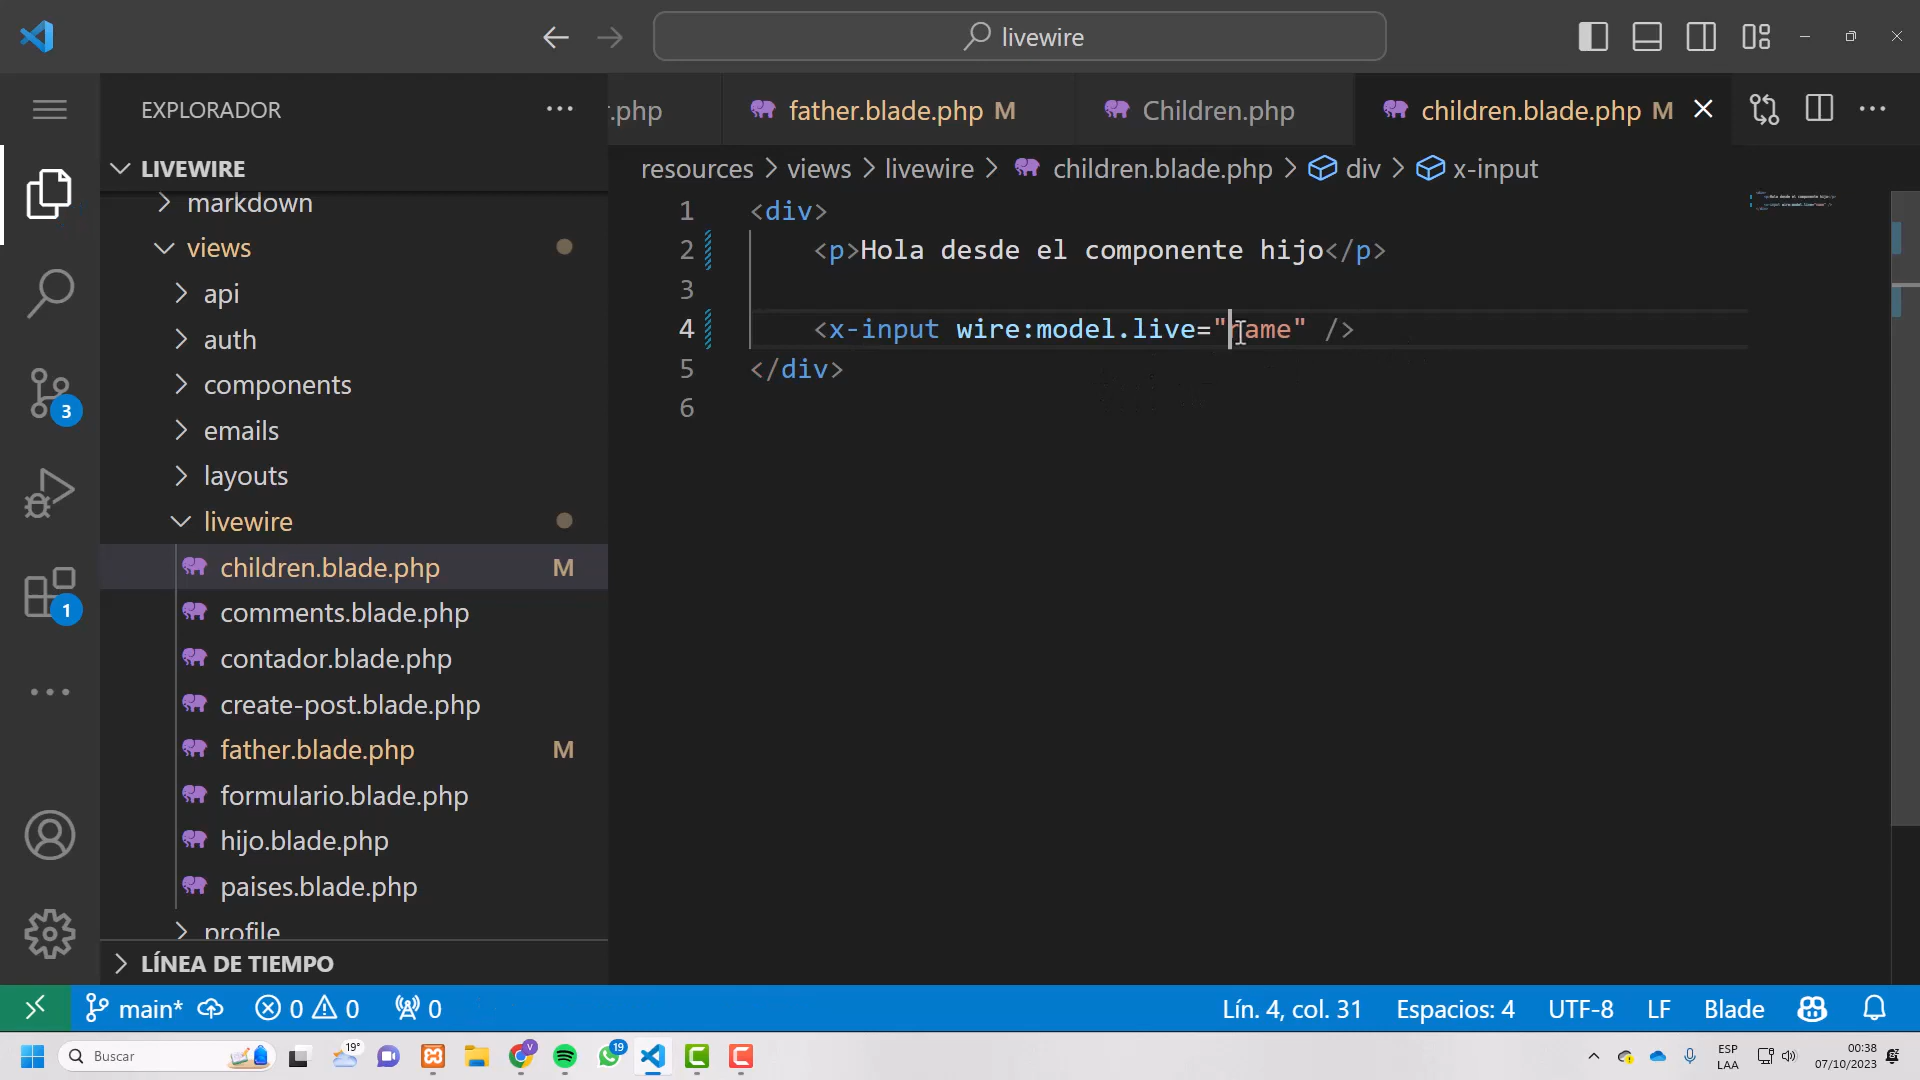 livewire
EXPLORADOR
.php
father.blade.php M
Children.php
children.blade.php M
LIVEWIRE
resources > views > livewire > children.blade.php > div > x-input
markdown
views
api
auth
components
emails
layouts
livewire
children.blade.php M
comments.blade.php
contador.blade.php
create-post.blade.php
father.blade.php M
formulario.blade.php
hijo.blade.php
paises.blade.php
profile
LÍNEA DE TIEMPO
3
1
1 <div>
2 <p>Hola desde el componente hijo</p>
3
4 <x-input wire:model.live="name" />
5 </div>
6
main* 0 0 0 Lín. 4, col. 31 Espacios: 4 UTF-8 LF Blade
Buscar 19° V 19 ESP LAA 00:38 07/10/2023